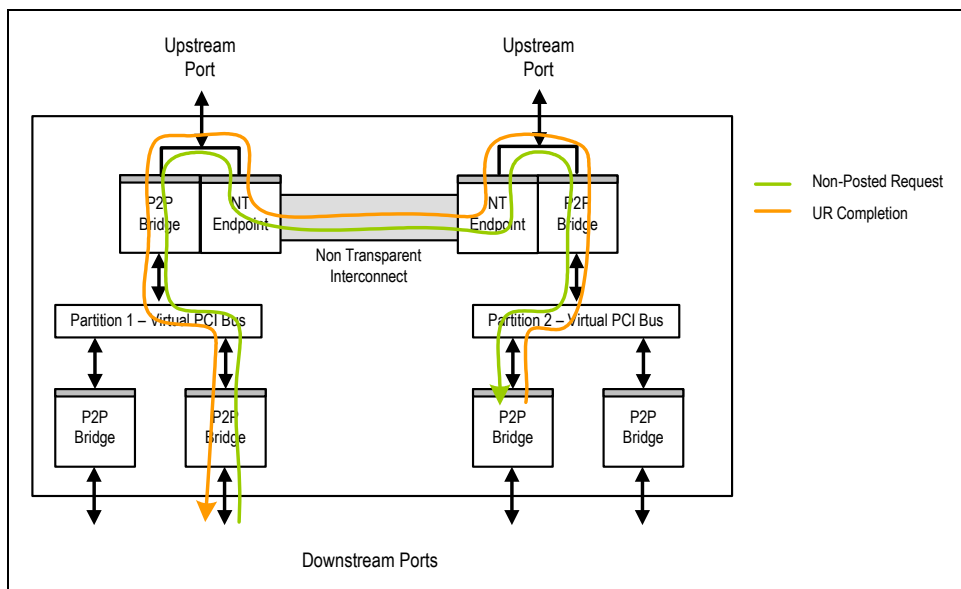 Upstream
Port
Upstream
Port
P2P
Bridge
NT
Endpoint
NT
Endpoint
P2P
Bridge
Non-Posted Request
UR Completion
Non Transparent
Interconnect
Partition 1 – Virtual PCI Bus
Partition 2 – Virtual PCI Bus
P2P
Bridge
P2P
Bridge
P2P
Bridge
P2P
Bridge
Downstream Ports